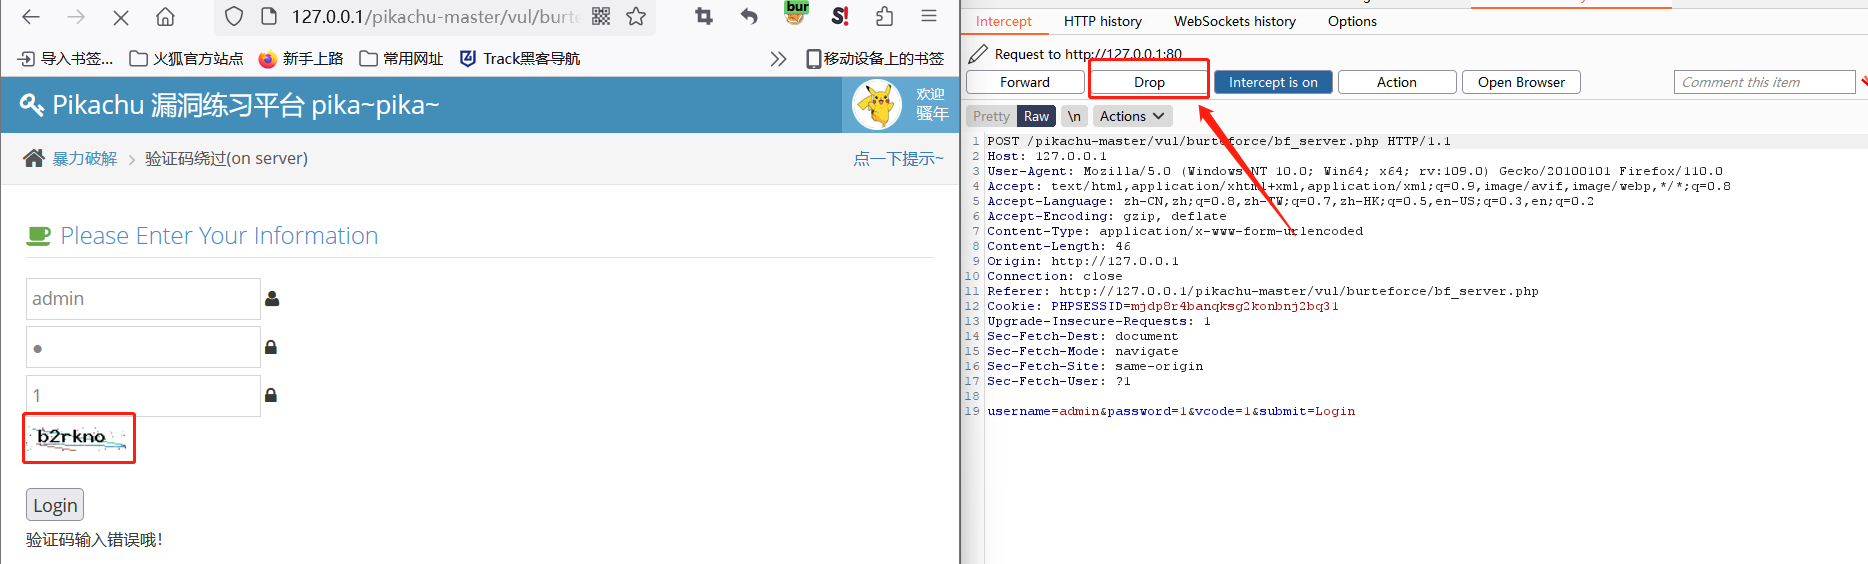 127.0.0.1/pikachu-master/vul/burte
bur
S!
导入书签...
火狐官方站点
新手上路
常用网址
Track黑客导航
移动设备上的书签
Pikachu 漏洞练习平台 pika~pika~
欢迎
骚年
暴力破解 > 验证码绕过(on server)
点一下提示~
Please Enter Your Information
admin
1
b2rkno
Login
验证码输入错误哦!
Intercept HTTP history WebSockets history Options
Request to http://127.0.0.1:80
Forward Drop Intercept is on Action Open Browser Comment this item
Pretty Raw \n Actions
1 POST /pikachu-master/vul/burteforce/bf_server.php HTTP/1.1
2 Host: 127.0.0.1
3 User-Agent: Mozilla/5.0 (Windows NT 10.0; Win64; x64; rv:109.0) Gecko/20100101 Firefox/110.0
4 Accept: text/html,application/xhtml+xml,application/xml;q=0.9,image/avif,image/webp,*/*;q=0.8
5 Accept-Language: zh-CN,zh;q=0.8,zh-TW;q=0.7,zh-HK;q=0.5,en-US;q=0.3,en;q=0.2
6 Accept-Encoding: gzip, deflate
7 Content-Type: application/x-www-form-urlencoded
8 Content-Length: 46
9 Origin: http://127.0.0.1
10 Connection: close
11 Referer: http://127.0.0.1/pikachu-master/vul/burteforce/bf_server.php
12 Cookie: PHPSESSID=mjdp8r4banqksg2konbnj2bq31
13 Upgrade-Insecure-Requests: 1
14 Sec-Fetch-Dest: document
15 Sec-Fetch-Mode: navigate
16 Sec-Fetch-Site: same-origin
17 Sec-Fetch-User: ?1
18
19 username=admin&password=1&vcode=1&submit=Login